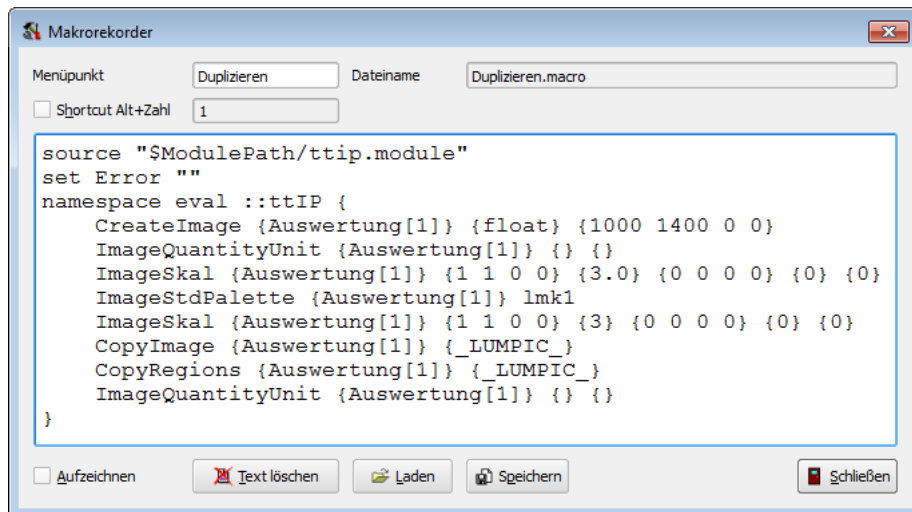 Makrorekorder
Menüpunkt Duplizieren Dateiname Duplizieren.macro
Shortcut Alt+Zahl 1
source "$ModulePath/ttip.module"
set Error ""
namespace eval ::ttIP {
    CreateImage {Auswertung[1]} {float} {1000 1400 0 0}
    ImageQuantityUnit {Auswertung[1]} {} {}
    ImageSkal {Auswertung[1]} {1 1 0 0} {3.0} {0 0 0 0} {0} {0}
    ImageStdPalette {Auswertung[1]} lmk1
    ImageSkal {Auswertung[1]} {1 1 0 0} {3} {0 0 0 0} {0} {0}
    CopyImage {Auswertung[1]} {_LUMPIC_}
    CopyRegions {Auswertung[1]} {_LUMPIC_}
    ImageQuantityUnit {Auswertung[1]} {} {}
}
Aufzeichnen Text löschen Laden Speichern Schließen